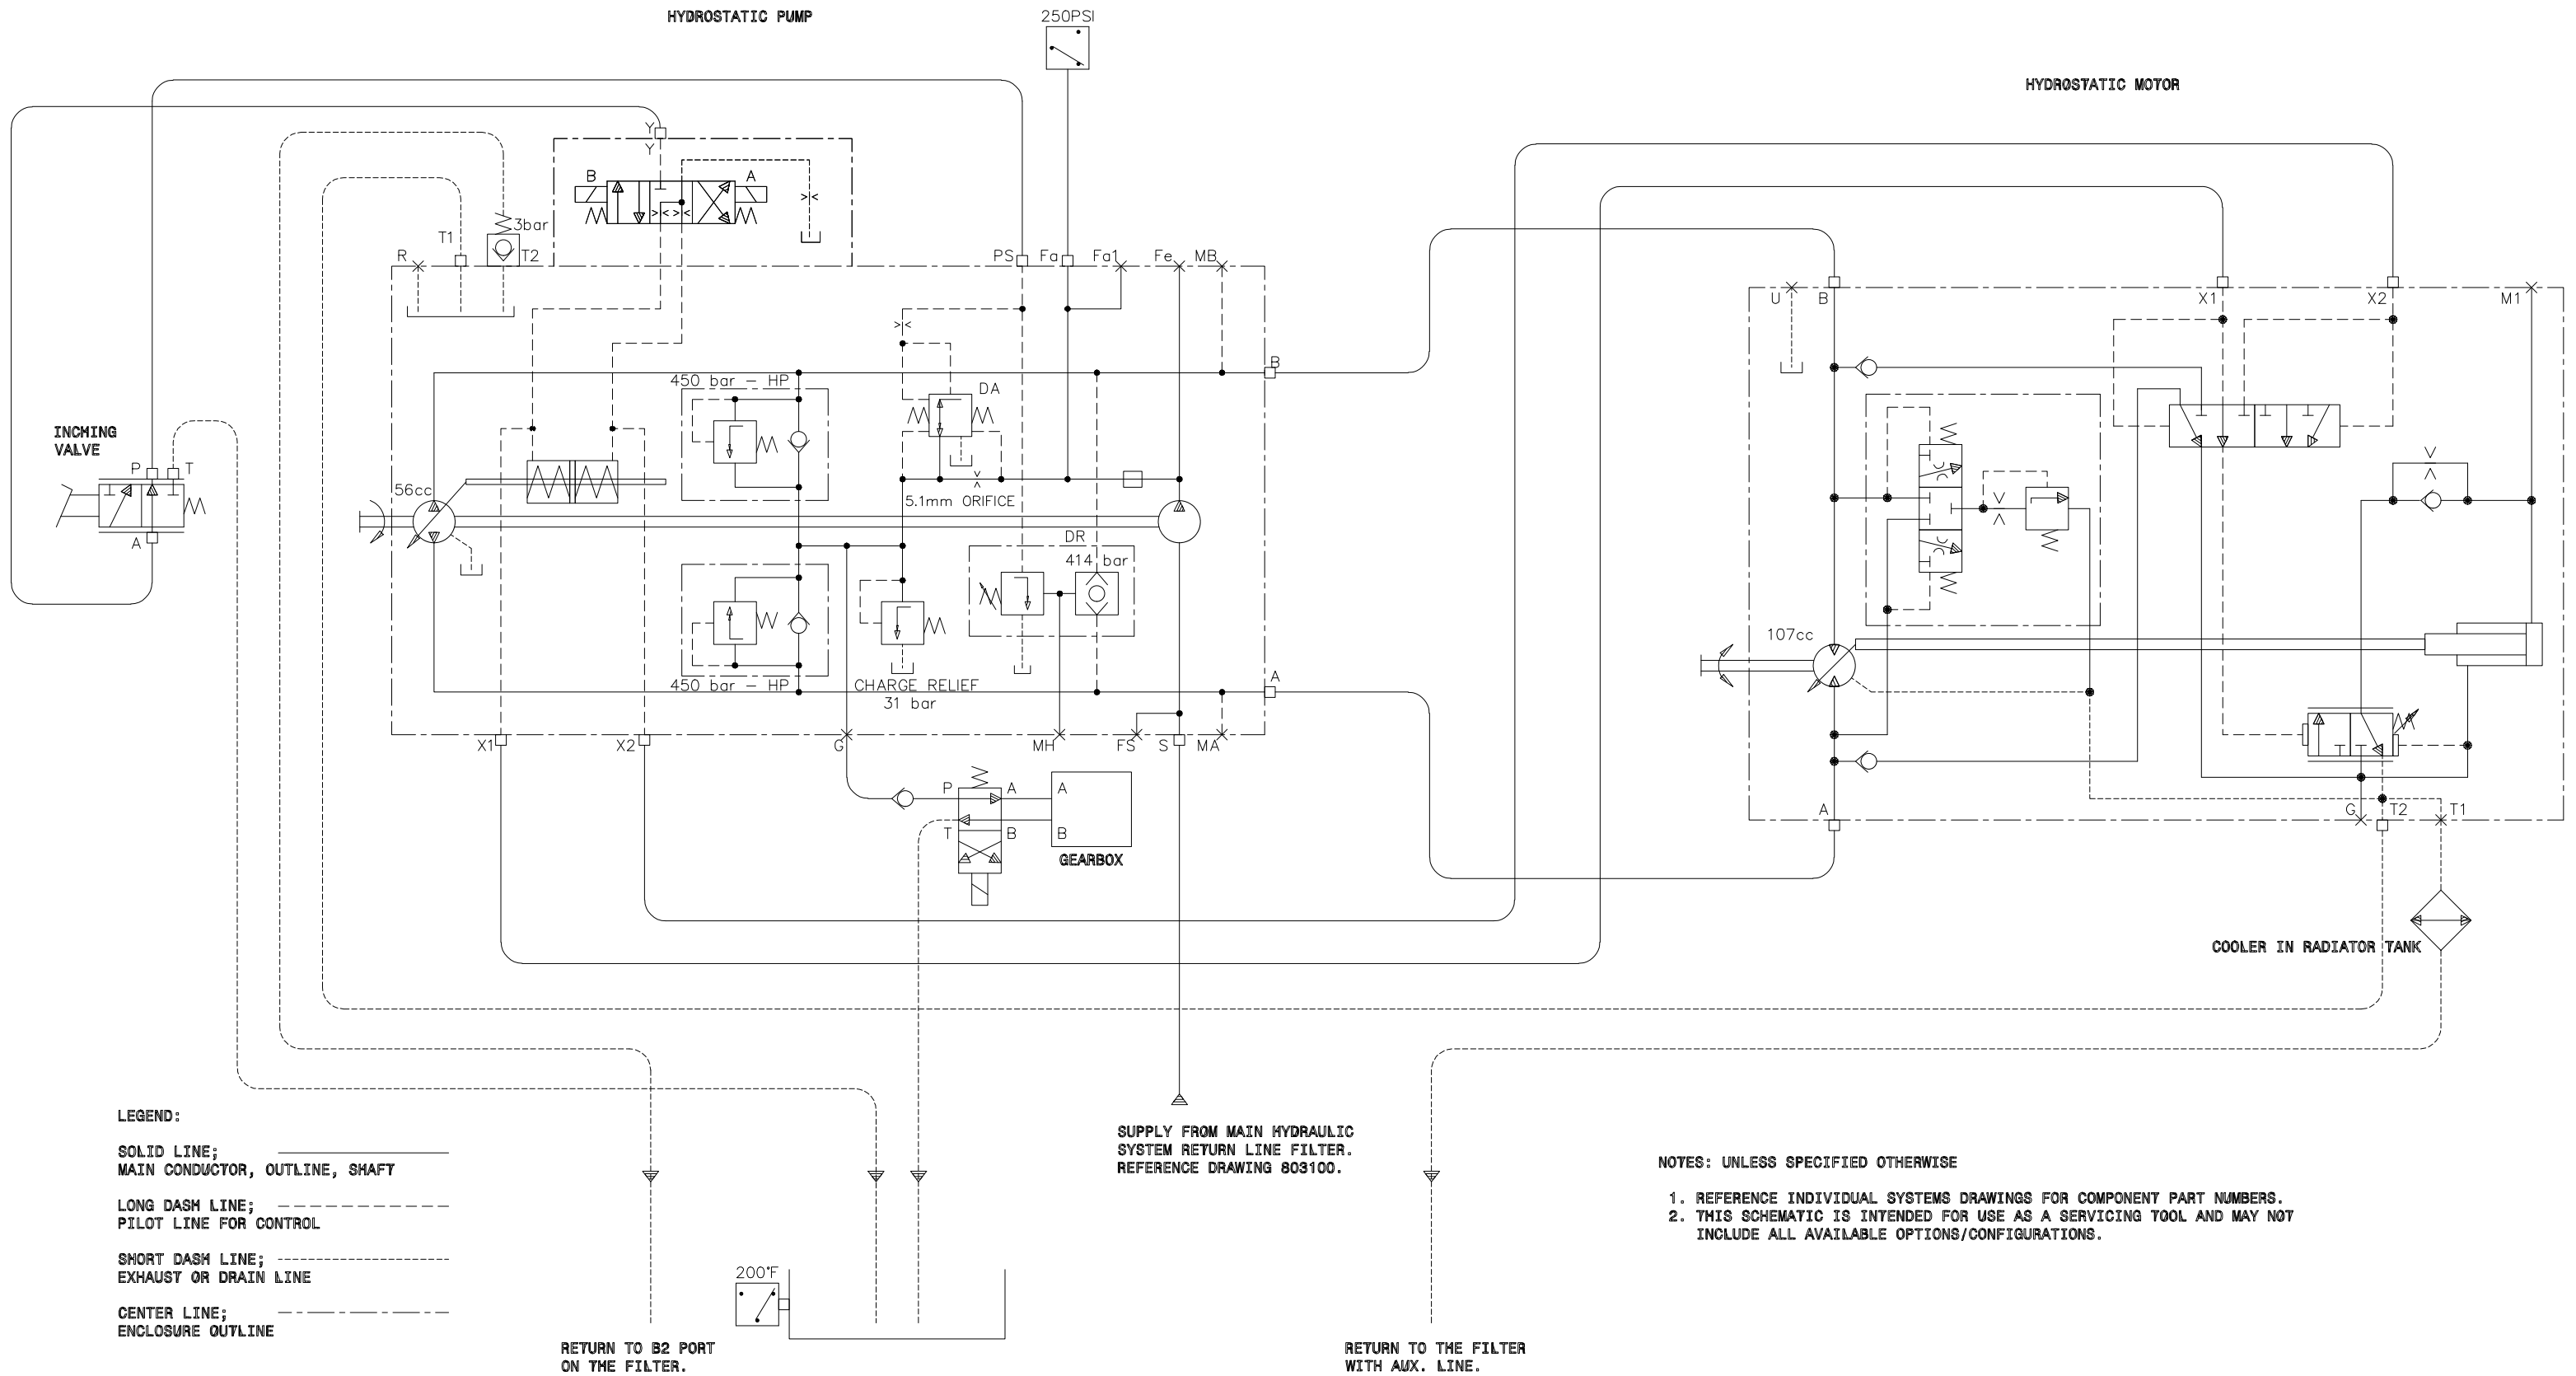 HYDROSTATIC PUMP
250PSI
HYDROSTATIC MOTOR
Y
Y
B
A
3bar
T1
T2
R
PS
Fa
Fa1
Fe
MB
U
B
X1
X2
M1
B
450 bar - HP
DA
INCHING
VALVE
P
T
56cc
5.1mm ORIFICE
A
DR
414 bar
107cc
450 bar - HP
CHARGE RELIEF
31 bar
A
X1
X2
G
MH
FS
S
MA
P
A
A
T
B
B
GEARBOX
A
G
T2
T1
COOLER IN RADIATOR TANK
LEGEND:
SOLID LINE;
MAIN CONDUCTOR, OUTLINE, SHAFT
LONG DASH LINE;
PILOT LINE FOR CONTROL
SHORT DASH LINE;
EXHAUST OR DRAIN LINE
CENTER LINE;
ENCLOSURE OUTLINE
SUPPLY FROM MAIN HYDRAULIC
SYSTEM RETURN LINE FILTER.
REFERENCE DRAWING 803100.
NOTES: UNLESS SPECIFIED OTHERWISE
1. REFERENCE INDIVIDUAL SYSTEMS DRAWINGS FOR COMPONENT PART NUMBERS.
2. THIS SCHEMATIC IS INTENDED FOR USE AS A SERVICING TOOL AND MAY NOT
INCLUDE ALL AVAILABLE OPTIONS/CONFIGURATIONS.
200°F
RETURN TO B2 PORT
ON THE FILTER.
RETURN TO THE FILTER
WITH AUX. LINE.